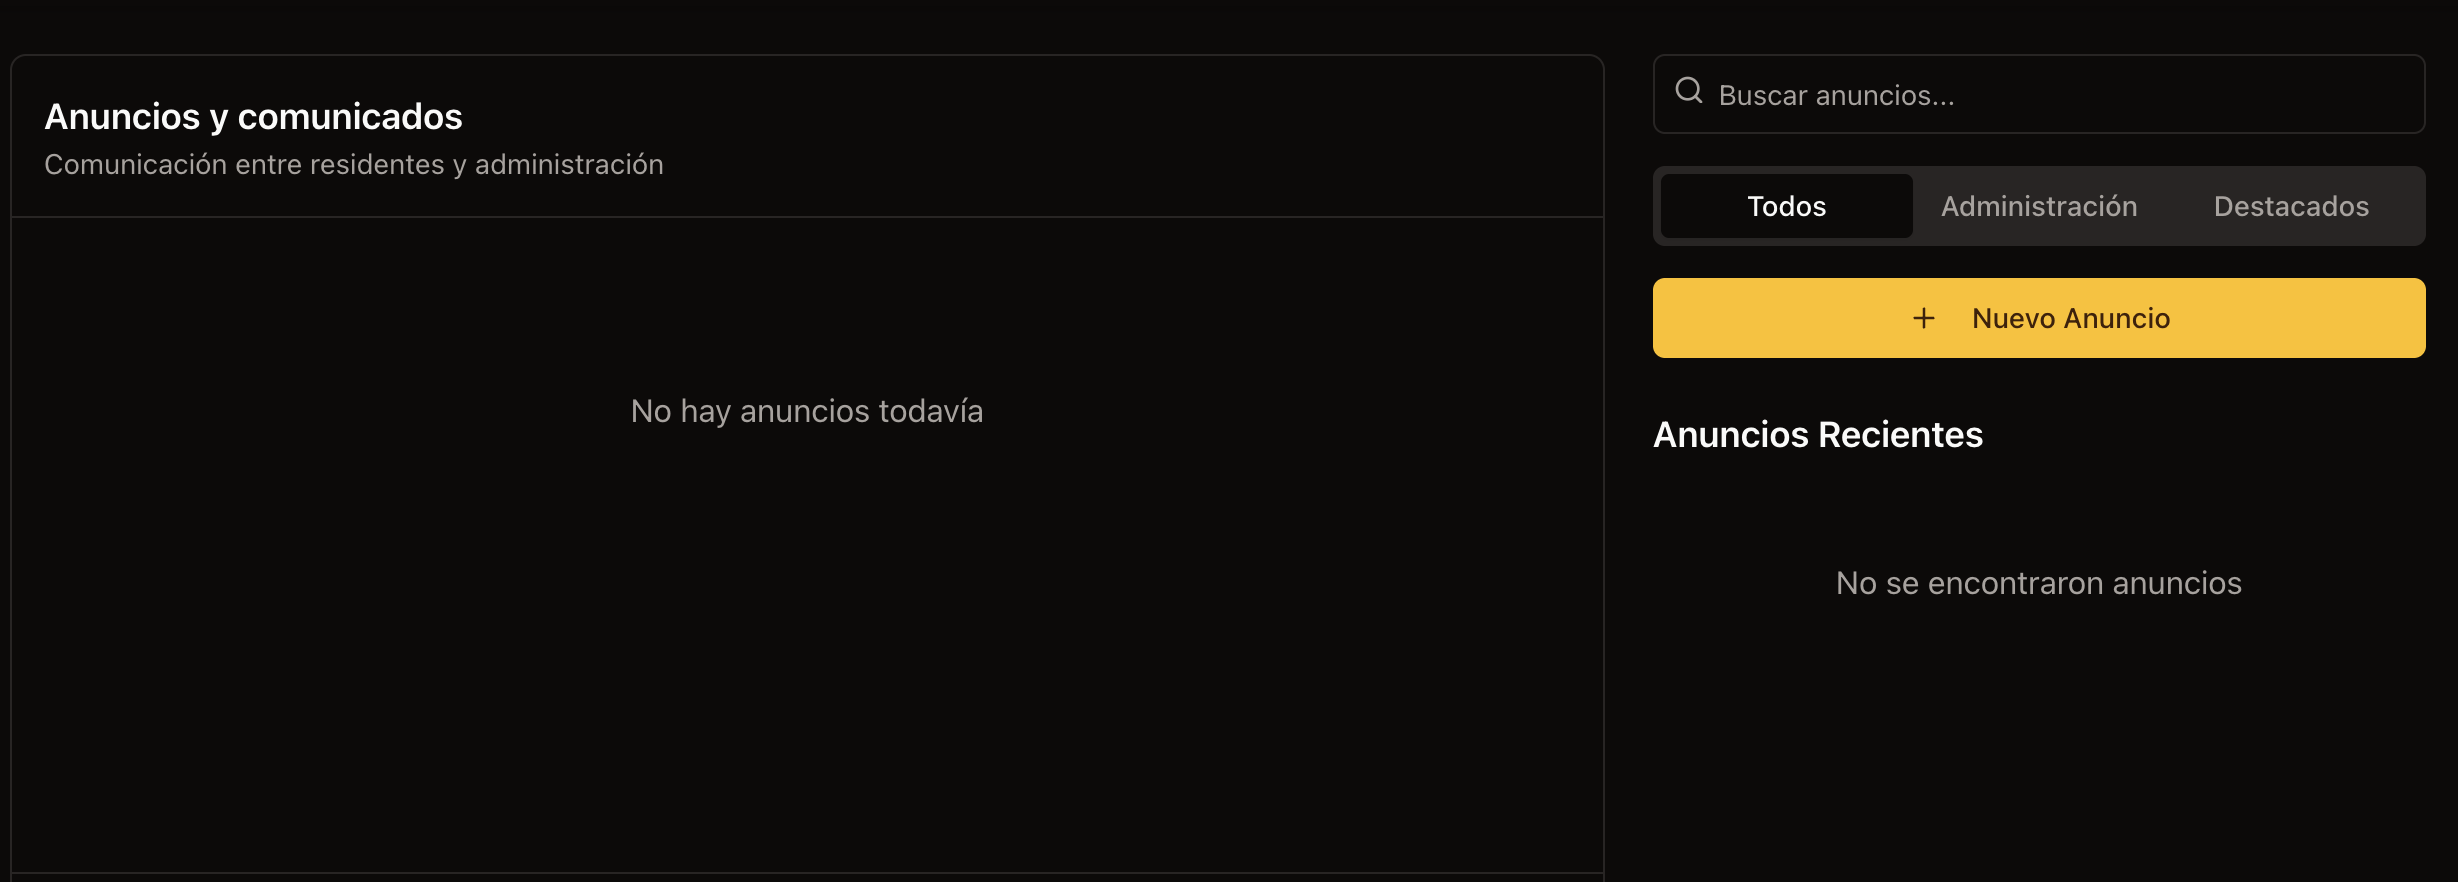 Anuncios y comunicados
Comunicación entre residentes y administración
No hay anuncios todavía
Buscar anuncios...
Todos
Administración
Destacados
Nuevo Anuncio
Anuncios Recientes
No se encontraron anuncios